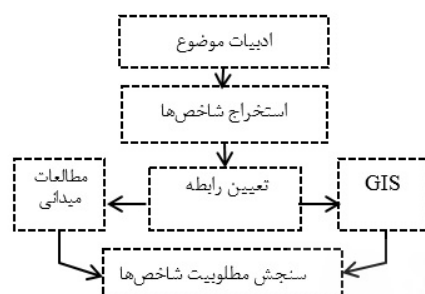 ادبیات موضوع
استخراج شاخص‌ها
مطالعات
میدانی
تعیین رابطه
GIS
سنجش مطلوبیت شاخص‌ها